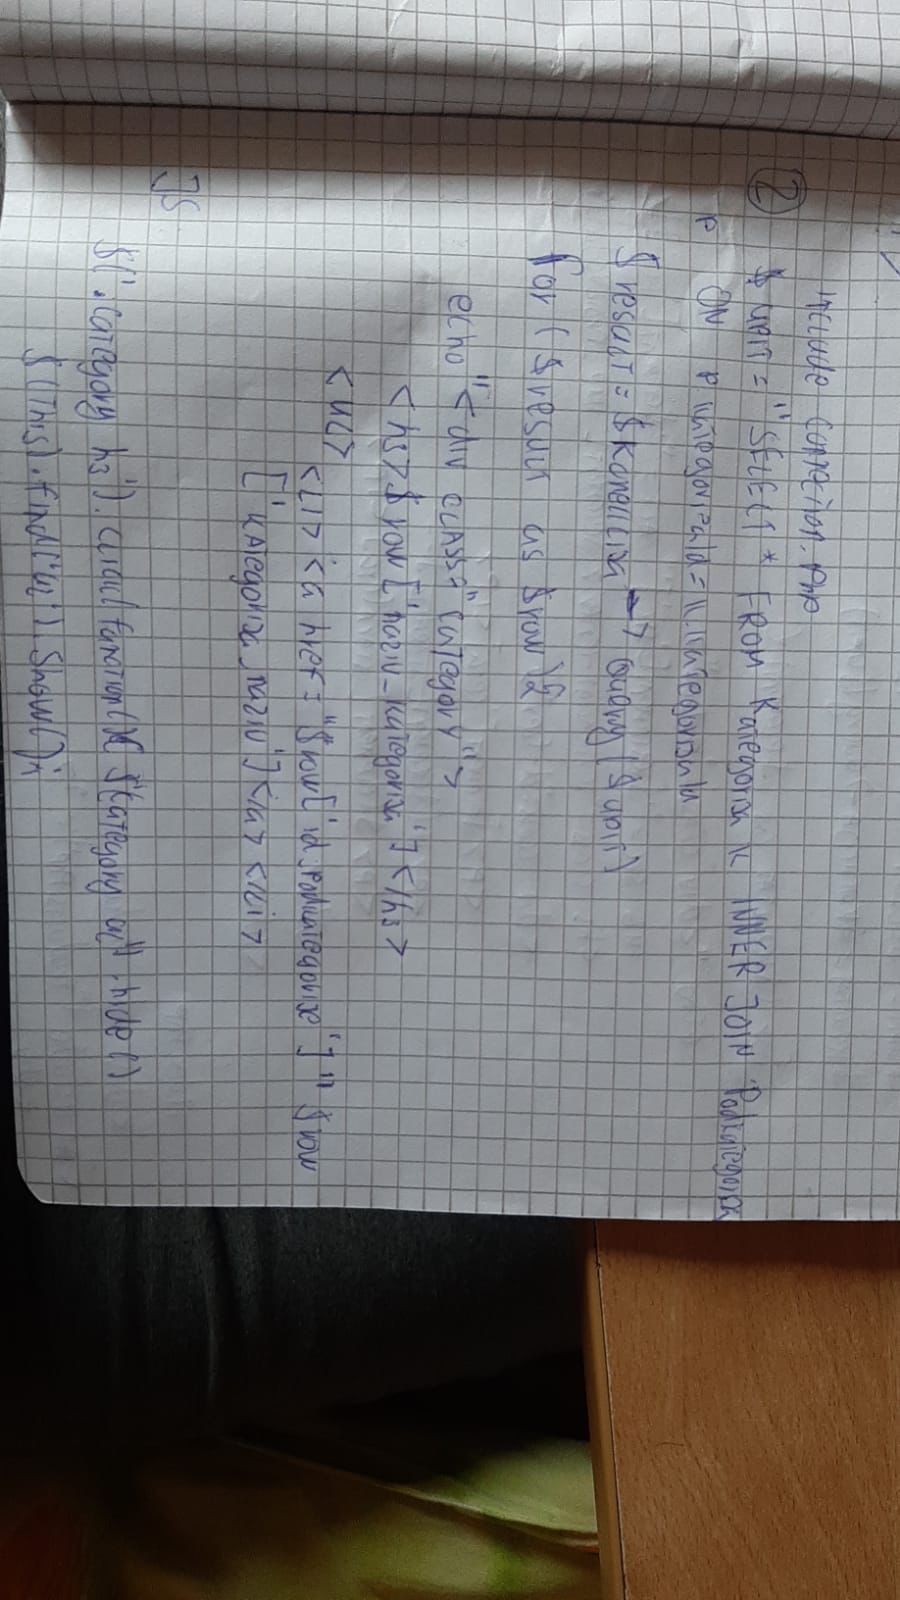 include connection.php
② $upit = "SELECT * FROM Kategorija K INNER JOIN Podkategorija
P ON P.kategorijaId = K.kategorijaId
$result = $konekcija -> Query($upit)
for ($result as $row){
echo "<div class="category">
<h3>$row['naziv_kategorija']</h3>
<ul>
<li> <a href = "$row['id_podkategorije']" $row
['kategorija_naziv']</a> </li>
JS
$('.category h3').click(function(){ $'category ul').hide()
$(this).find('ul').show();